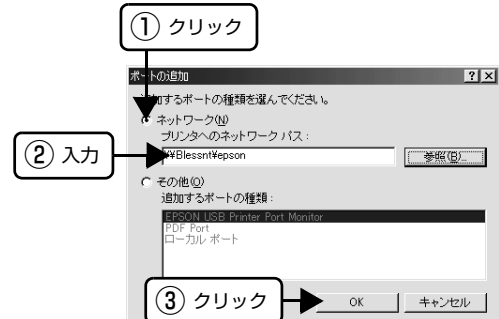 ① クリック
ポートの追加
追加するポートの種類を選んでください。
ネットワーク(N)
プリンタへのネットワーク パス:
② 入力
¥¥Blessnt¥epson
参照(B)...
その他(O)
追加するポートの種類:
EPSON USB Printer Port Monitor
PDF Port
ローカル ポート
③ クリック
OK
キャンセル